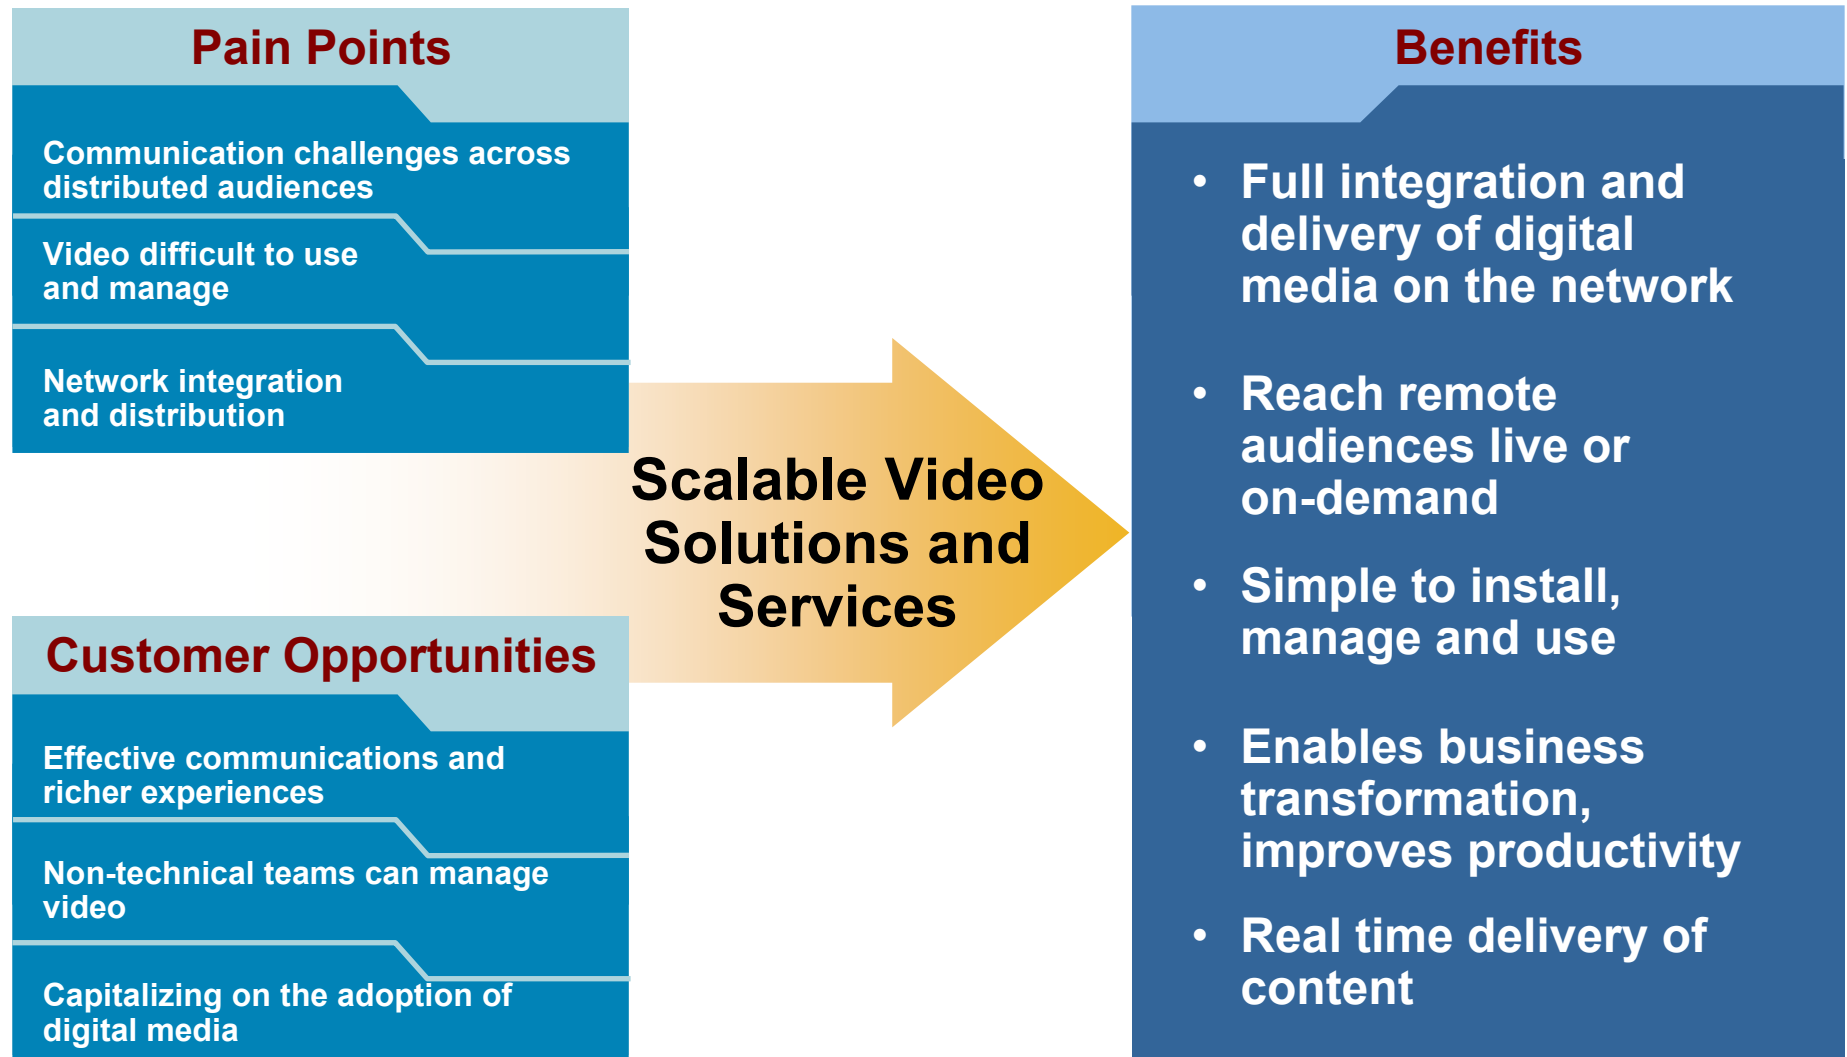 Pain Points
Communication challenges across
distributed audiences
Video difficult to use
and manage
Network integration
and distribution
Customer Opportunities
Effective communications and
richer experiences
Non-technical teams can manage
video
Capitalizing on the adoption of
digital media
Scalable Video
Solutions and
Services
Benefits
• Full integration and
delivery of digital
media on the network
• Reach remote
audiences live or
on-demand
• Simple to install,
manage and use
• Enables business
transformation,
improves productivity
• Real time delivery of
content